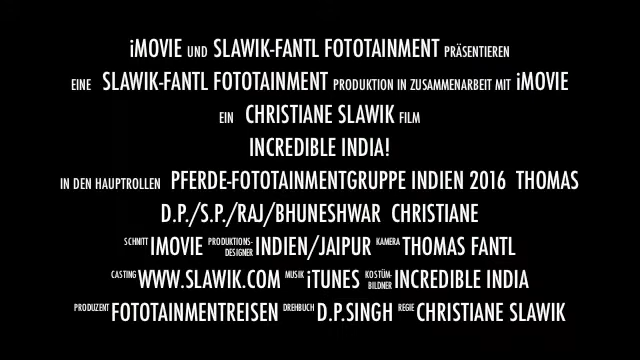 iMOVIE UND SLAWIK-FANTL FOTOTAINMENT PRÄSENTIEREN
EINE SLAWIK-FANTL FOTOTAINMENT PRODUKTION IN ZUSAMMENARBEIT MIT iMOVIE
EIN CHRISTIANE SLAWIK FILM
INCREDIBLE INDIA!
IN DEN HAUPTROLLEN PFERDE-FOTOTAINMENTGRUPPE INDIEN 2016 THOMAS
D.P./S.P./RAJ/BHUNESHWAR CHRISTIANE
SCHNITT IMOVIE PRODUKTIONS-DESIGNER INDIEN/JAIPUR KAMERA THOMAS FANTL
CASTING WWW.SLAWIK.COM MUSIK iTUNES KOSTÜM-BILDNER INCREDIBLE INDIA
PRODUZENT FOTOTAINMENTREISEN DREHBUCH D.P.SINGH REGIE CHRISTIANE SLAWIK